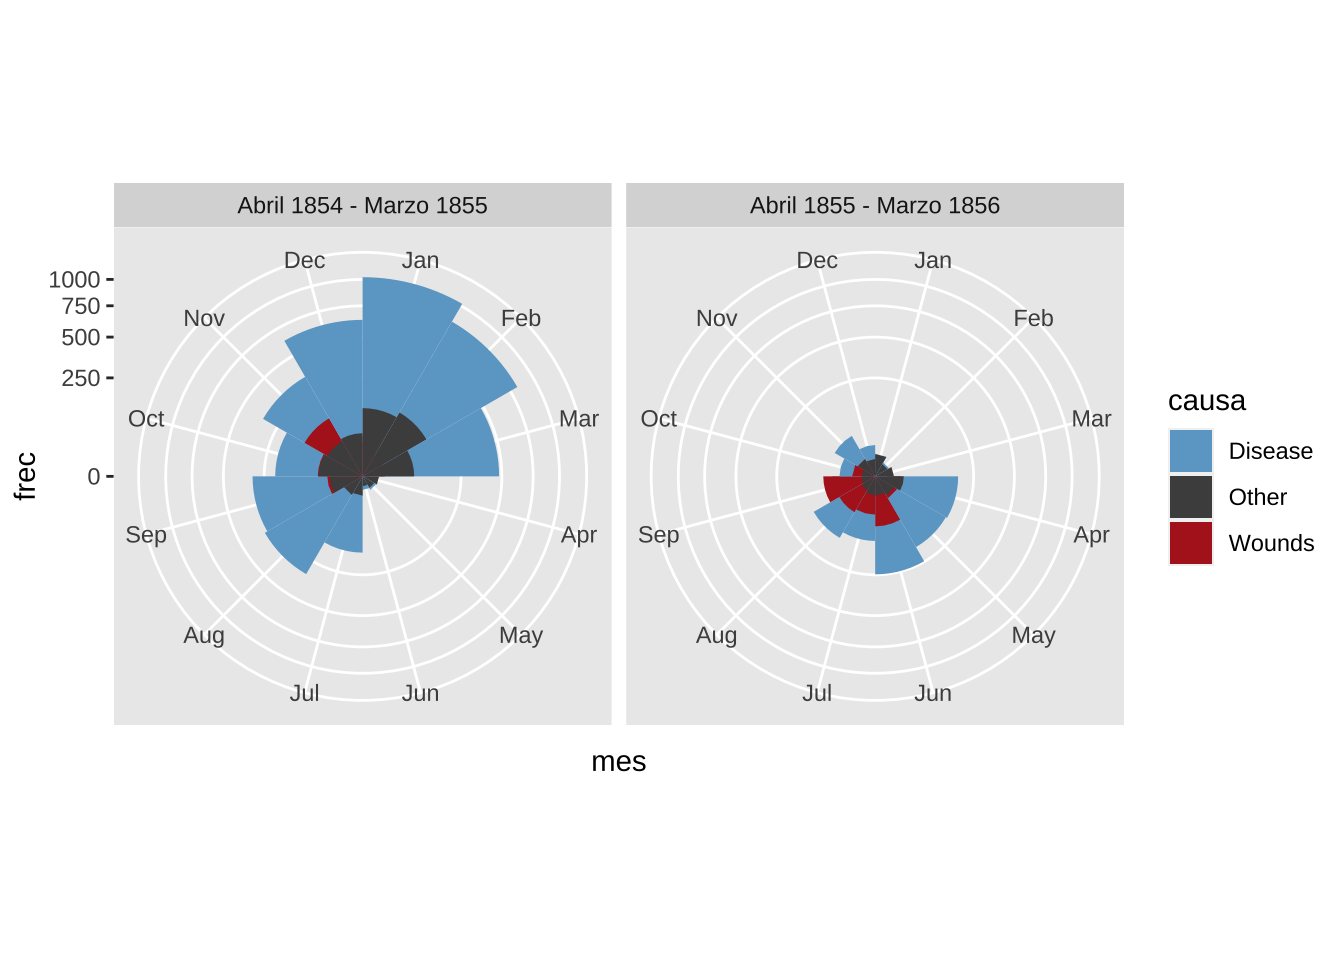 Abril 1854 - Marzo 1855
Abril 1855 - Marzo 1856
frec
1000
750
500
250
0
Jan
Feb
Mar
Apr
May
Jun
Jul
Aug
Sep
Oct
Nov
Dec
Jan
Feb
Mar
Apr
May
Jun
Jul
Aug
Sep
Oct
Nov
Dec
mes
causa
Disease
Other
Wounds